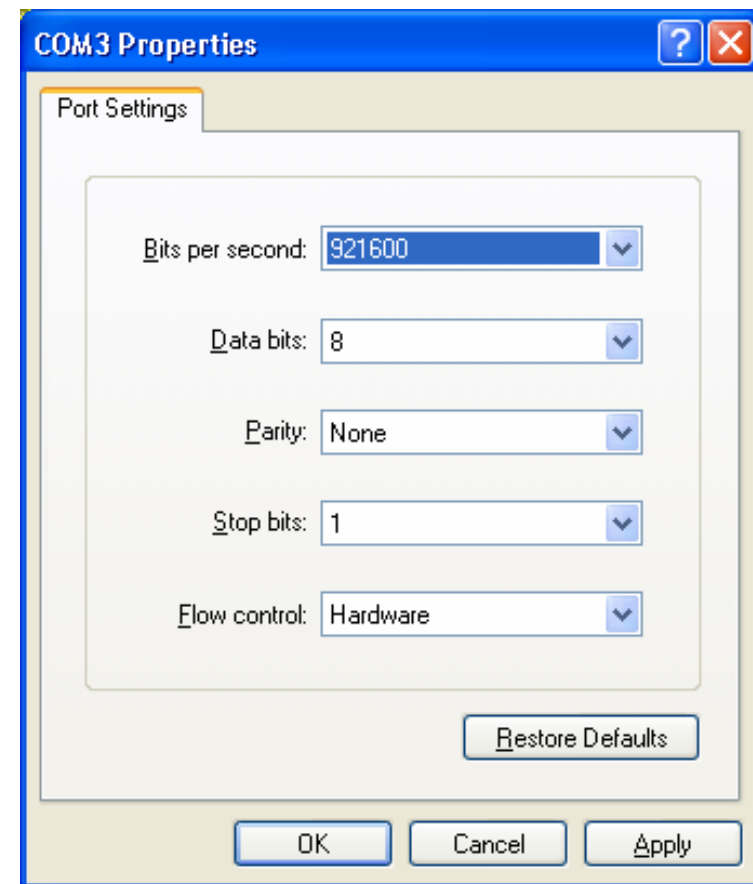 COM3 Properties
Port Settings
Bits per second: 921600
Data bits: 8
Parity: None
Stop bits: 1
Flow control: Hardware
Restore Defaults
OK Cancel Apply